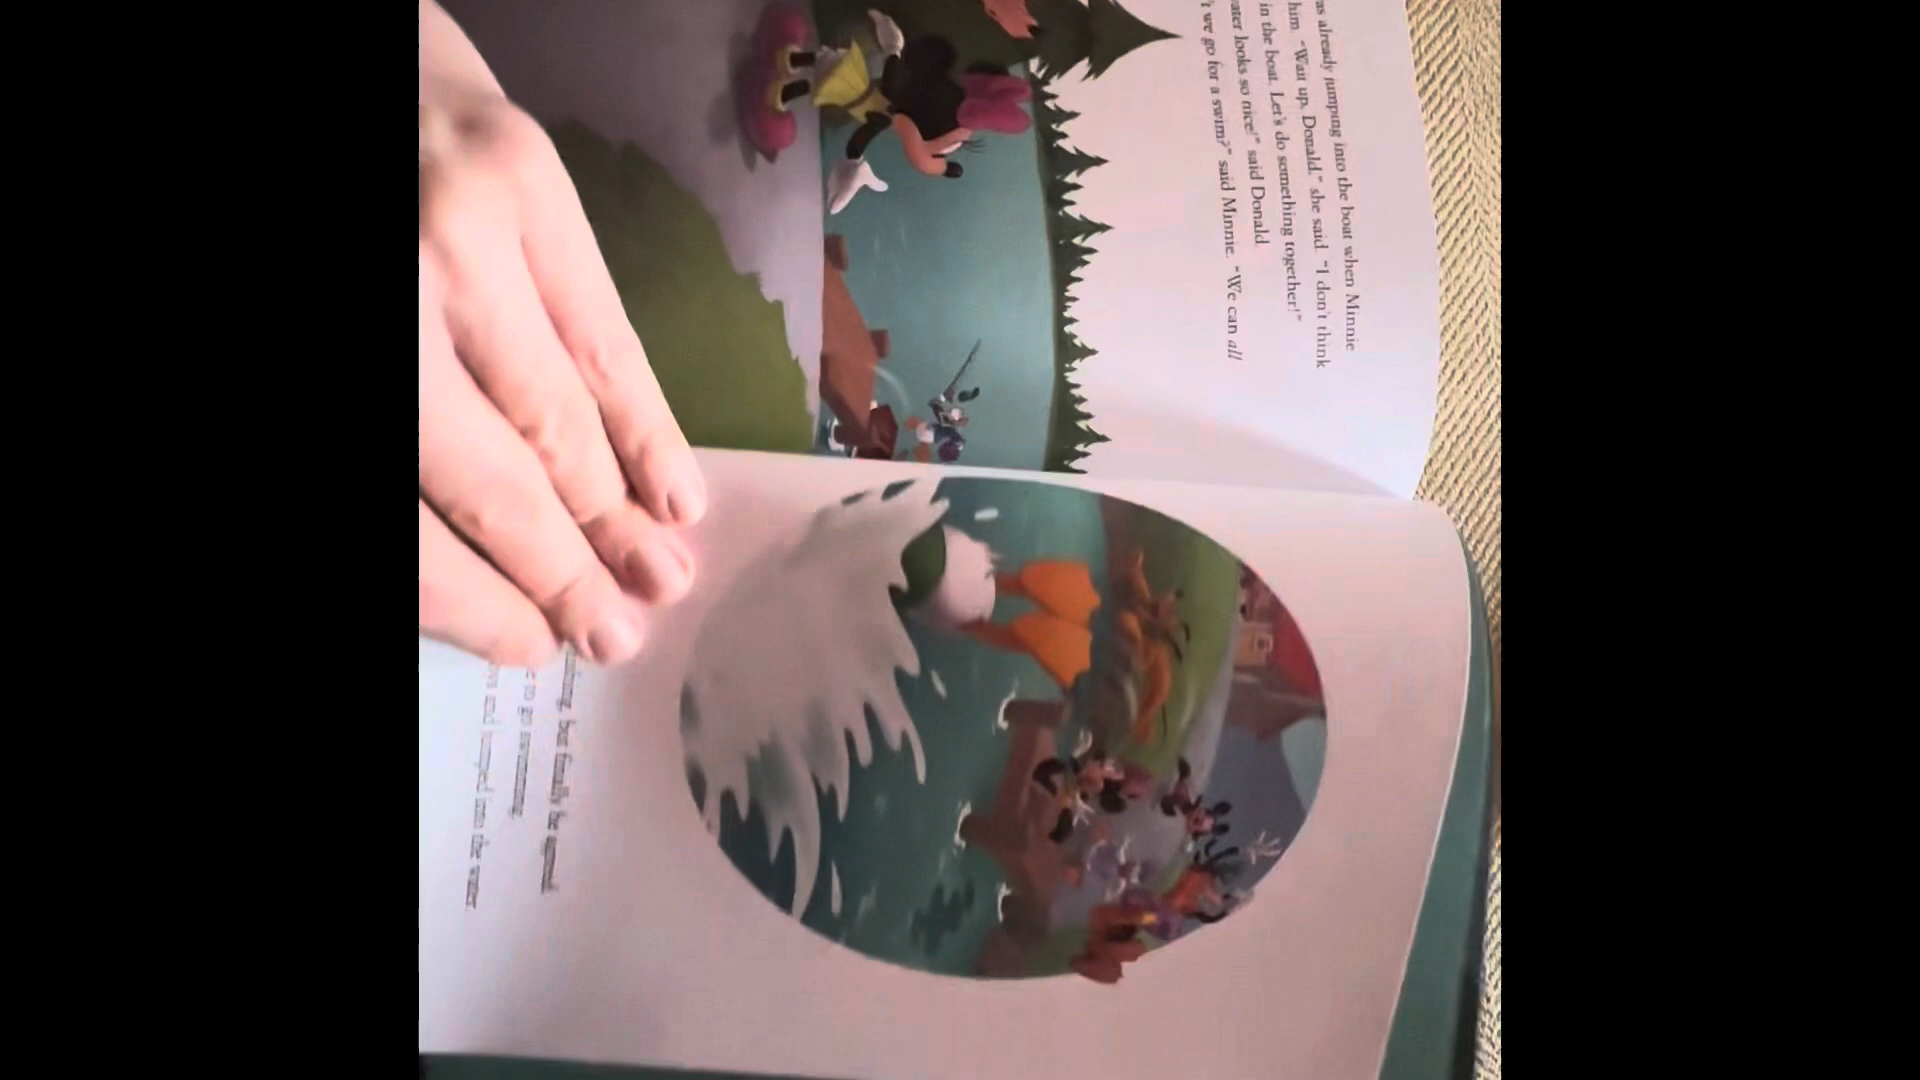 as already jumping into the boat when Minnie
him. “Wait up, Donald,” she said. “I don’t think
in the boat. Let’s do something together!”
ater looks so nice!” said Donald.
’t we go for a swim?” said Minnie. “We can all
but finally he agreed
to go swimming.
and jumped into the water